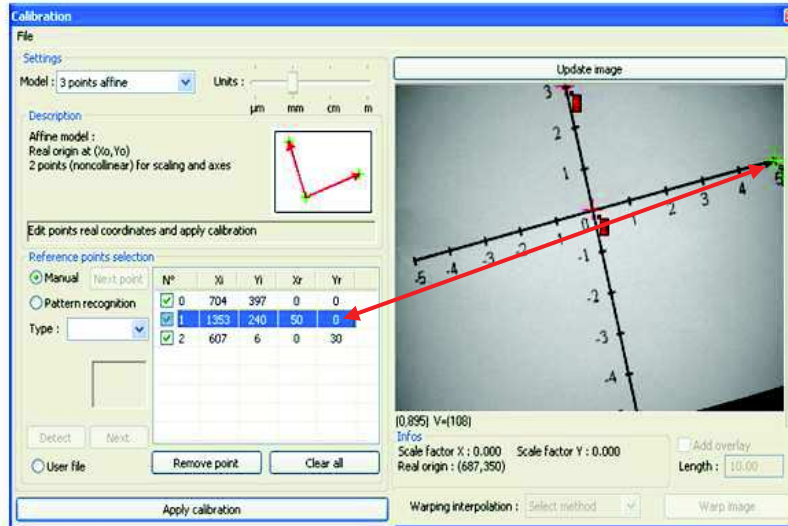 Calibration
File
Settings
Model : 3 points affine
Units :
µm mm cm m
Description
Affine model :
Real origin at (Xo,Yo)
2 points (noncolinear) for scaling and axes
Edit points real coordinates and apply calibration
Reference points selection
Manual Next point
Pattern recognition
Type :
Detect Next
User file
N° Xi Yi Xr Yr
0 704 397 0 0
1 1353 240 50 0
2 607 6 0 30
Remove point Clear all
Apply calibration
Update image
3
2
1
0
-5 -4 -3 -2 -1 1 2 3 4 5
-1
-2
-3
-4
(0,895) V=(108)
Infos
Scale factor X : 0.000 Scale factor Y : 0.000
Real origin : (687,350)
Add overlay
Length : 10.00
Warping interpolation : Select method Warp image